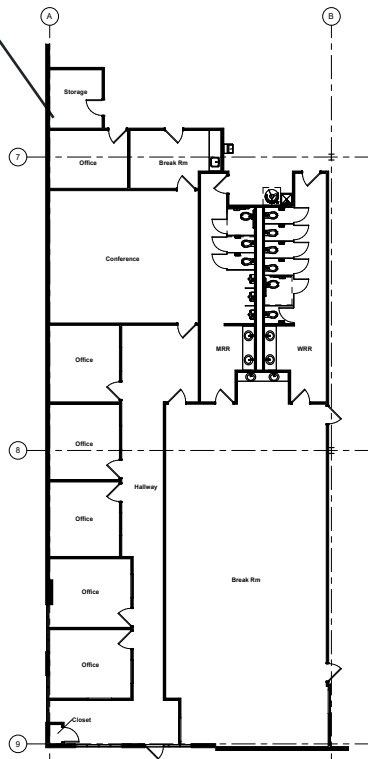 A
B
Storage
7
Office
Break Rm
Conference
Office
MRR
WRR
Office
8
Hallway
Office
Break Rm
Office
Office
Closet
9